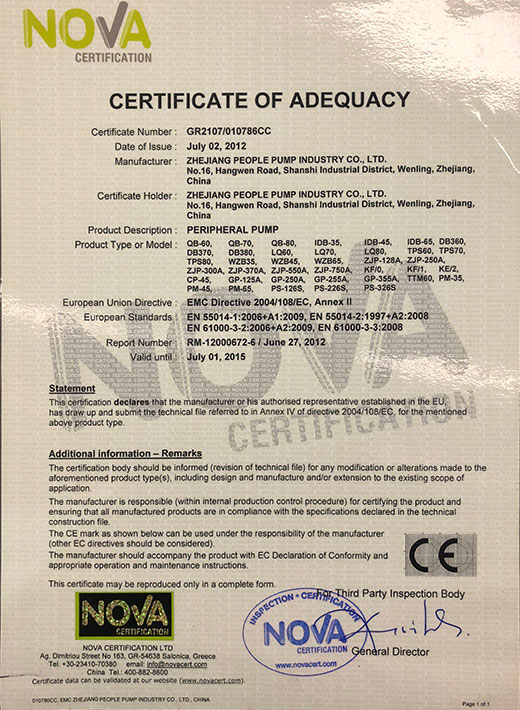 NOVA
CERTIFICATION
CERTIFICATE OF ADEQUACY
Certificate Number : GR2107/010786CC
Date of Issue : July 02, 2012
Manufacturer : ZHEJIANG PEOPLE PUMP INDUSTRY CO., LTD.
No.16, Hangwen Road, Shanshi Industrial District, Wenling, Zhejiang,
China
Certificate Holder : ZHEJIANG PEOPLE PUMP INDUSTRY CO., LTD.
No.16, Hangwen Road, Shanshi Industrial District, Wenling, Zhejiang,
China
Product Description : PERIPHERAL PUMP
Product Type or Model : QB-60, QB-70, QB-80, IDB-35, IDB-45, IDB-65, DB360,
DB370, DB380, LQ60, LQ70, LQ80, TPS60, TPS70,
TPS80, WZB35, WZB45, WZB65, ZJP-128A, ZJP-250A,
ZJP-300A, ZJP-370A, ZJP-550A, ZJP-750A, KF/0, KF/1, KE/2,
CP-45, GP-125A, GP-250A, GP-255A, GP-355A, TTM60, PM-35,
PM-45, PM-65, PS-126S, PS-226S, PS-326S
European Union Directive : EMC Directive 2004/108/EC, Annex II
European Standards : EN 55014-1:2006+A1:2009, EN 55014-2:1997+A2:2008
EN 61000-3-2:2006+A2:2009, EN 61000-3-3:2008
Report Number : RM-12000672-6 / June 27, 2012
Valid until : July 01, 2015
NOVA
CERTIFICATION
Statement
This certification declares that the manufacturer or his authorised representative established in the EU,
has draw up and submit the technical file referred to in Annex IV of directive 2004/108/EC, for the mentioned
above product type.
Additional information – Remarks
The certification body should be informed (revision of technical file) for any modification or alterations made to the
aforementioned product type(s), including design and manufacture and/or extension to the existing scope of
application.
The manufacturer is responsible (within internal production control procedure) for certifying the product and
ensuring that all manufactured products are in compliance with the specifications declared in the technical
construction file.
The CE mark as shown below can be used under the responsibility of the manufacturer
(other EC directives should be considered).
The manufacturer should accompany the product with EC Declaration of Conformity and
appropriate operation and maintenance instructions.
CE
This certificate may be reproduced only in a complete form.
For Third Party Inspection Body
NOVA
CERTIFICATION
INSPECTION * CERTIFICATION
NOVA
CERTIFICATION
www.novacert.com
General Director
NOVA CERTIFICATION LTD
Ag. Dimitriou Street No 163, GR-54638 Salonica, Greece
Tel. +30-23410-70380 email: info@novacert.com
China Tel.: 400-882-8600
Certificate data can be validated at our website (www.novacert.com).
010786CC, EMC ZHEJIANG PEOPLE PUMP INDUSTRY CO., LTD., CHINA
Page 1 of 1